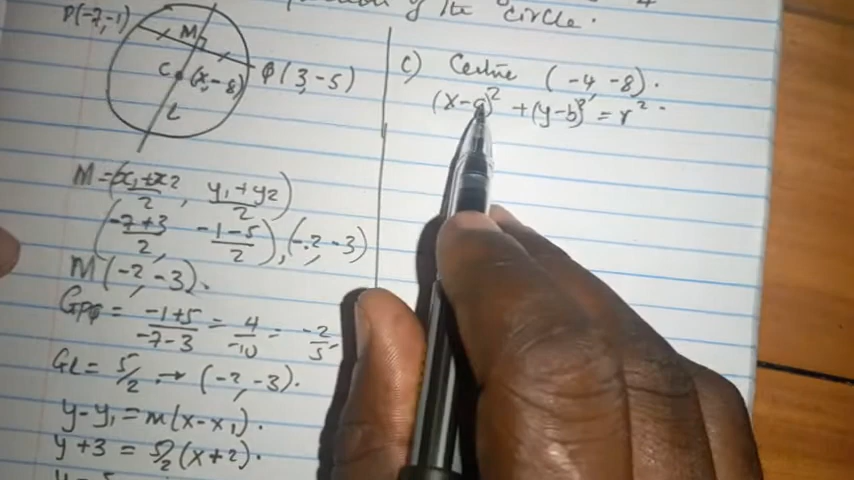 of the circle.
P(-7,-1)
M
C (x,-8)
Q(3,-5)
L
M = (x₁+x₂/2, y₁+y₂/2)
(-7+3/2, -1-5/2), (-2,-3)
M(-2,-3).
GPQ = -1+5/-7-3 = 4/-10 = -2/5
GL = 5/2 → (-2,-3).
y-y₁ = m(x-x₁).
y+3 = 5/2(x+2).
c) Centre (-4,-8).
(x-a)² + (y-b)² = r².